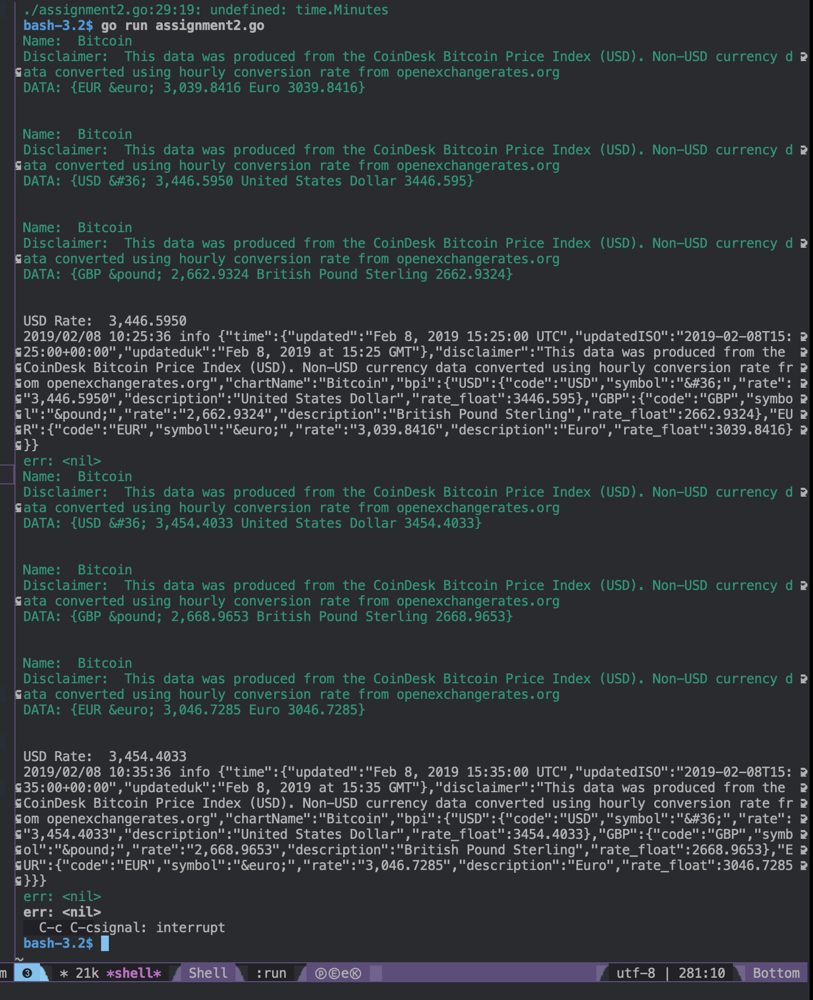 ./assignment2.go:29:19: undefined: time.Minutes
bash-3.2$ go run assignment2.go
Name:  Bitcoin
Disclaimer:  This data was produced from the CoinDesk Bitcoin Price Index (USD). Non-USD currency d
ata converted using hourly conversion rate from openexchangerates.org
DATA: {EUR &euro; 3,039.8416 Euro 3039.8416}
Name:  Bitcoin
Disclaimer:  This data was produced from the CoinDesk Bitcoin Price Index (USD). Non-USD currency d
ata converted using hourly conversion rate from openexchangerates.org
DATA: {USD &#36; 3,446.5950 United States Dollar 3446.595}
Name:  Bitcoin
Disclaimer:  This data was produced from the CoinDesk Bitcoin Price Index (USD). Non-USD currency d
ata converted using hourly conversion rate from openexchangerates.org
DATA: {GBP &pound; 2,662.9324 British Pound Sterling 2662.9324}
USD Rate:  3,446.5950
2019/02/08 10:25:36 info {"time":{"updated":"Feb 8, 2019 15:25:00 UTC","updatedISO":"2019-02-08T15:
25:00+00:00","updateduk":"Feb 8, 2019 at 15:25 GMT"},"disclaimer":"This data was produced from the
CoinDesk Bitcoin Price Index (USD). Non-USD currency data converted using hourly conversion rate fr
om openexchangerates.org","chartName":"Bitcoin","bpi":{"USD":{"code":"USD","symbol":"&#36;","rate":
"3,446.5950","description":"United States Dollar","rate_float":3446.595},"GBP":{"code":"GBP","symbo
l":"&pound;","rate":"2,662.9324","description":"British Pound Sterling","rate_float":2662.9324},"EU
R":{"code":"EUR","symbol":"&euro;","rate":"3,039.8416","description":"Euro","rate_float":3039.8416}
}}
err: <nil>
Name:  Bitcoin
Disclaimer:  This data was produced from the CoinDesk Bitcoin Price Index (USD). Non-USD currency d
ata converted using hourly conversion rate from openexchangerates.org
DATA: {USD &#36; 3,454.4033 United States Dollar 3454.4033}
Name:  Bitcoin
Disclaimer:  This data was produced from the CoinDesk Bitcoin Price Index (USD). Non-USD currency d
ata converted using hourly conversion rate from openexchangerates.org
DATA: {GBP &pound; 2,668.9653 British Pound Sterling 2668.9653}
Name:  Bitcoin
Disclaimer:  This data was produced from the CoinDesk Bitcoin Price Index (USD). Non-USD currency d
ata converted using hourly conversion rate from openexchangerates.org
DATA: {EUR &euro; 3,046.7285 Euro 3046.7285}
USD Rate:  3,454.4033
2019/02/08 10:35:36 info {"time":{"updated":"Feb 8, 2019 15:35:00 UTC","updatedISO":"2019-02-08T15:
35:00+00:00","updateduk":"Feb 8, 2019 at 15:35 GMT"},"disclaimer":"This data was produced from the
CoinDesk Bitcoin Price Index (USD). Non-USD currency data converted using hourly conversion rate fr
om openexchangerates.org","chartName":"Bitcoin","bpi":{"USD":{"code":"USD","symbol":"&#36;","rate":
"3,454.4033","description":"United States Dollar","rate_float":3454.4033},"GBP":{"code":"GBP","symb
ol":"&pound;","rate":"2,668.9653","description":"British Pound Sterling","rate_float":2668.9653},"E
UR":{"code":"EUR","symbol":"&euro;","rate":"3,046.7285","description":"Euro","rate_float":3046.7285
}}}
err: <nil>
err: <nil>
C-c C-csignal: interrupt
bash-3.2$
~
m ❸ * 21k *shell* Shell :run ⓟⒺⓔⓀ utf-8 | 281:10 Bottom